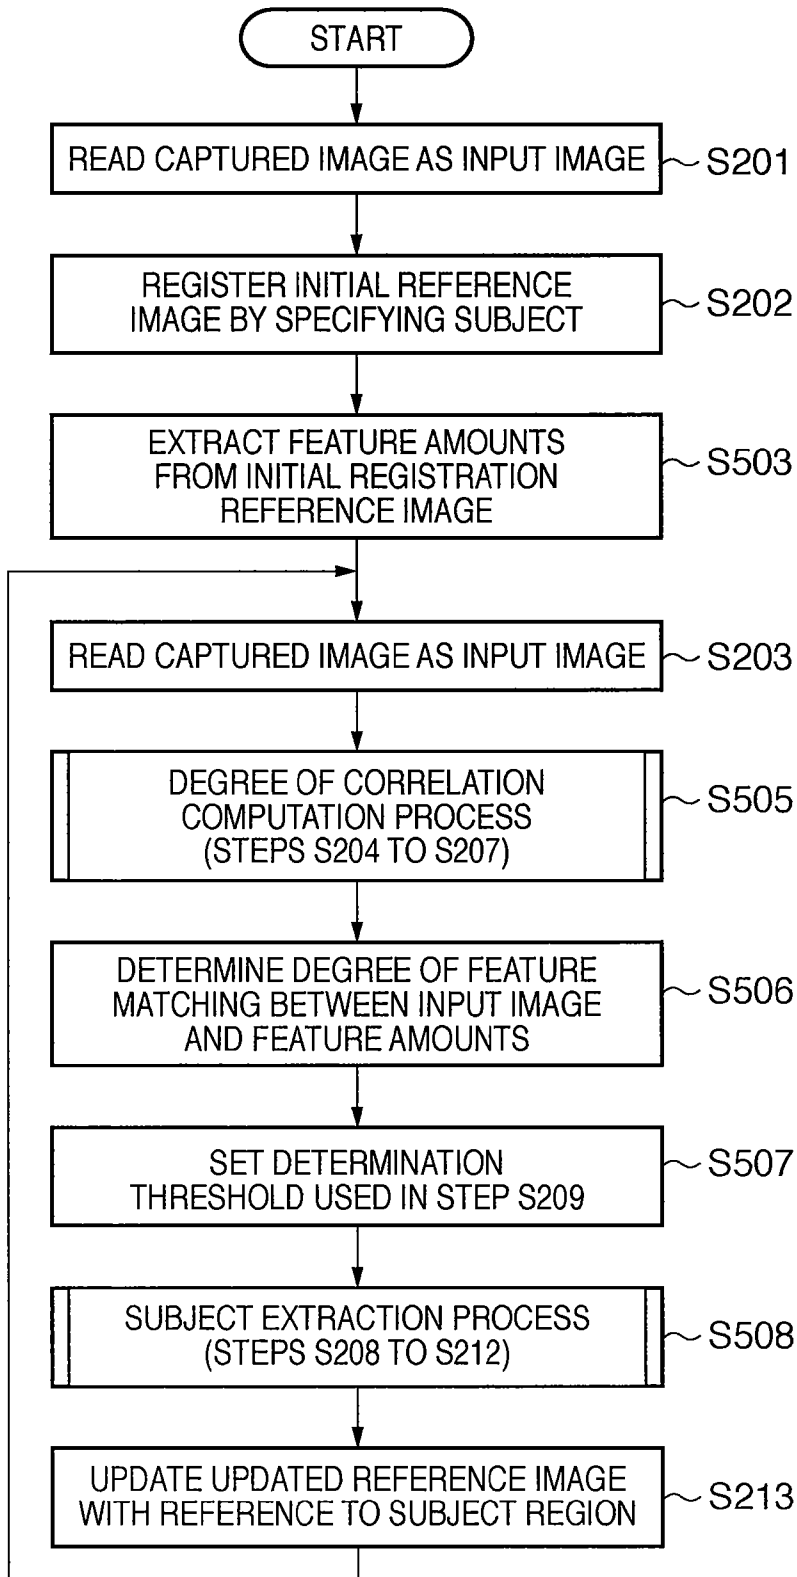 START
READ CAPTURED IMAGE AS INPUT IMAGE
S201
REGISTER INITIAL REFERENCE
IMAGE BY SPECIFYING SUBJECT
S202
EXTRACT FEATURE AMOUNTS
FROM INITIAL REGISTRATION
REFERENCE IMAGE
S503
READ CAPTURED IMAGE AS INPUT IMAGE
S203
DEGREE OF CORRELATION
COMPUTATION PROCESS
(STEPS S204 TO S207)
S505
DETERMINE DEGREE OF FEATURE
MATCHING BETWEEN INPUT IMAGE
AND FEATURE AMOUNTS
S506
SET DETERMINATION
THRESHOLD USED IN STEP S209
S507
SUBJECT EXTRACTION PROCESS
(STEPS S208 TO S212)
S508
UPDATE UPDATED REFERENCE IMAGE
WITH REFERENCE TO SUBJECT REGION
S213